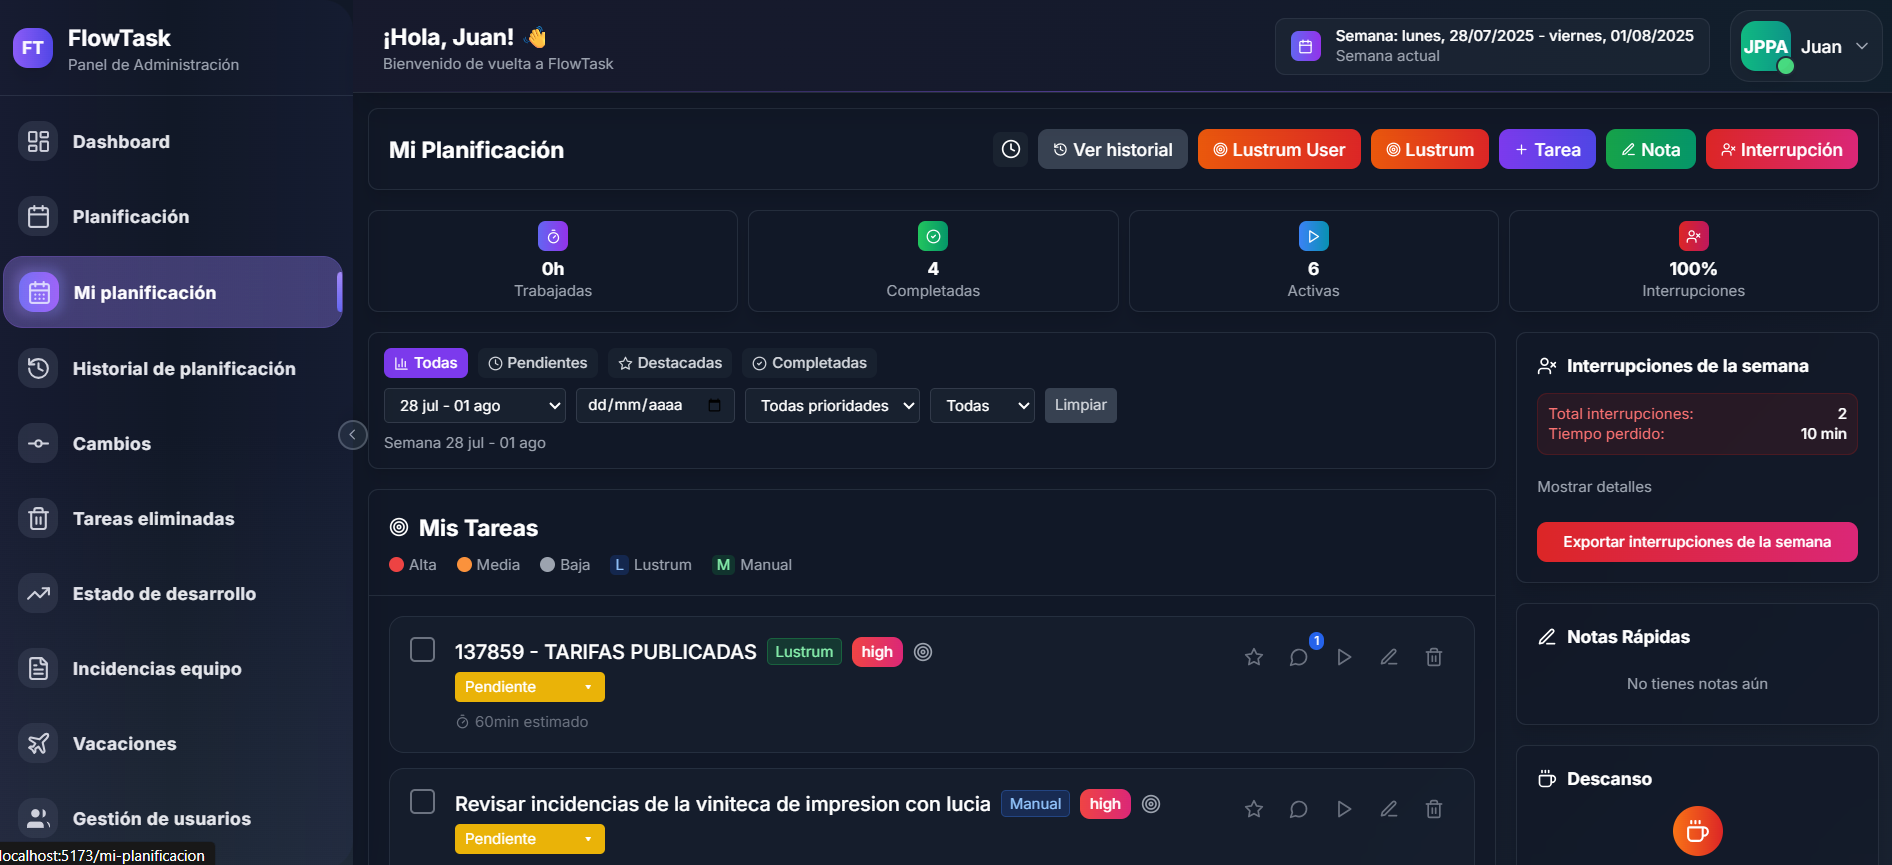 FT
FlowTask
Panel de Administración
¡Hola, Juan! 👋
Bienvenido de vuelta a FlowTask
Semana: lunes, 28/07/2025 - viernes, 01/08/2025
Semana actual
JPPA
Juan
Dashboard
Planificación
Mi planificación
Historial de planificación
Cambios
Tareas eliminadas
Estado de desarrollo
Incidencias equipo
Vacaciones
Gestión de usuarios
localhost:5173/mi-planificacion
Mi Planificación
Ver historial
Lustrum User
Lustrum
+ Tarea
Nota
Interrupción
0h
Trabajadas
4
Completadas
6
Activas
100%
Interrupciones
Todas
Pendientes
Destacadas
Completadas
28 jul - 01 ago
dd/mm/aaaa
Todas prioridades
Todas
Limpiar
Semana 28 jul - 01 ago
Mis Tareas
Alta
Media
Baja
L Lustrum
M Manual
137859 - TARIFAS PUBLICADAS
Lustrum
high
1
Pendiente
60min estimado
Revisar incidencias de la viniteca de impresion con lucia
Manual
high
Pendiente
Interrupciones de la semana
Total interrupciones: 2
Tiempo perdido: 10 min
Mostrar detalles
Exportar interrupciones de la semana
Notas Rápidas
No tienes notas aún
Descanso